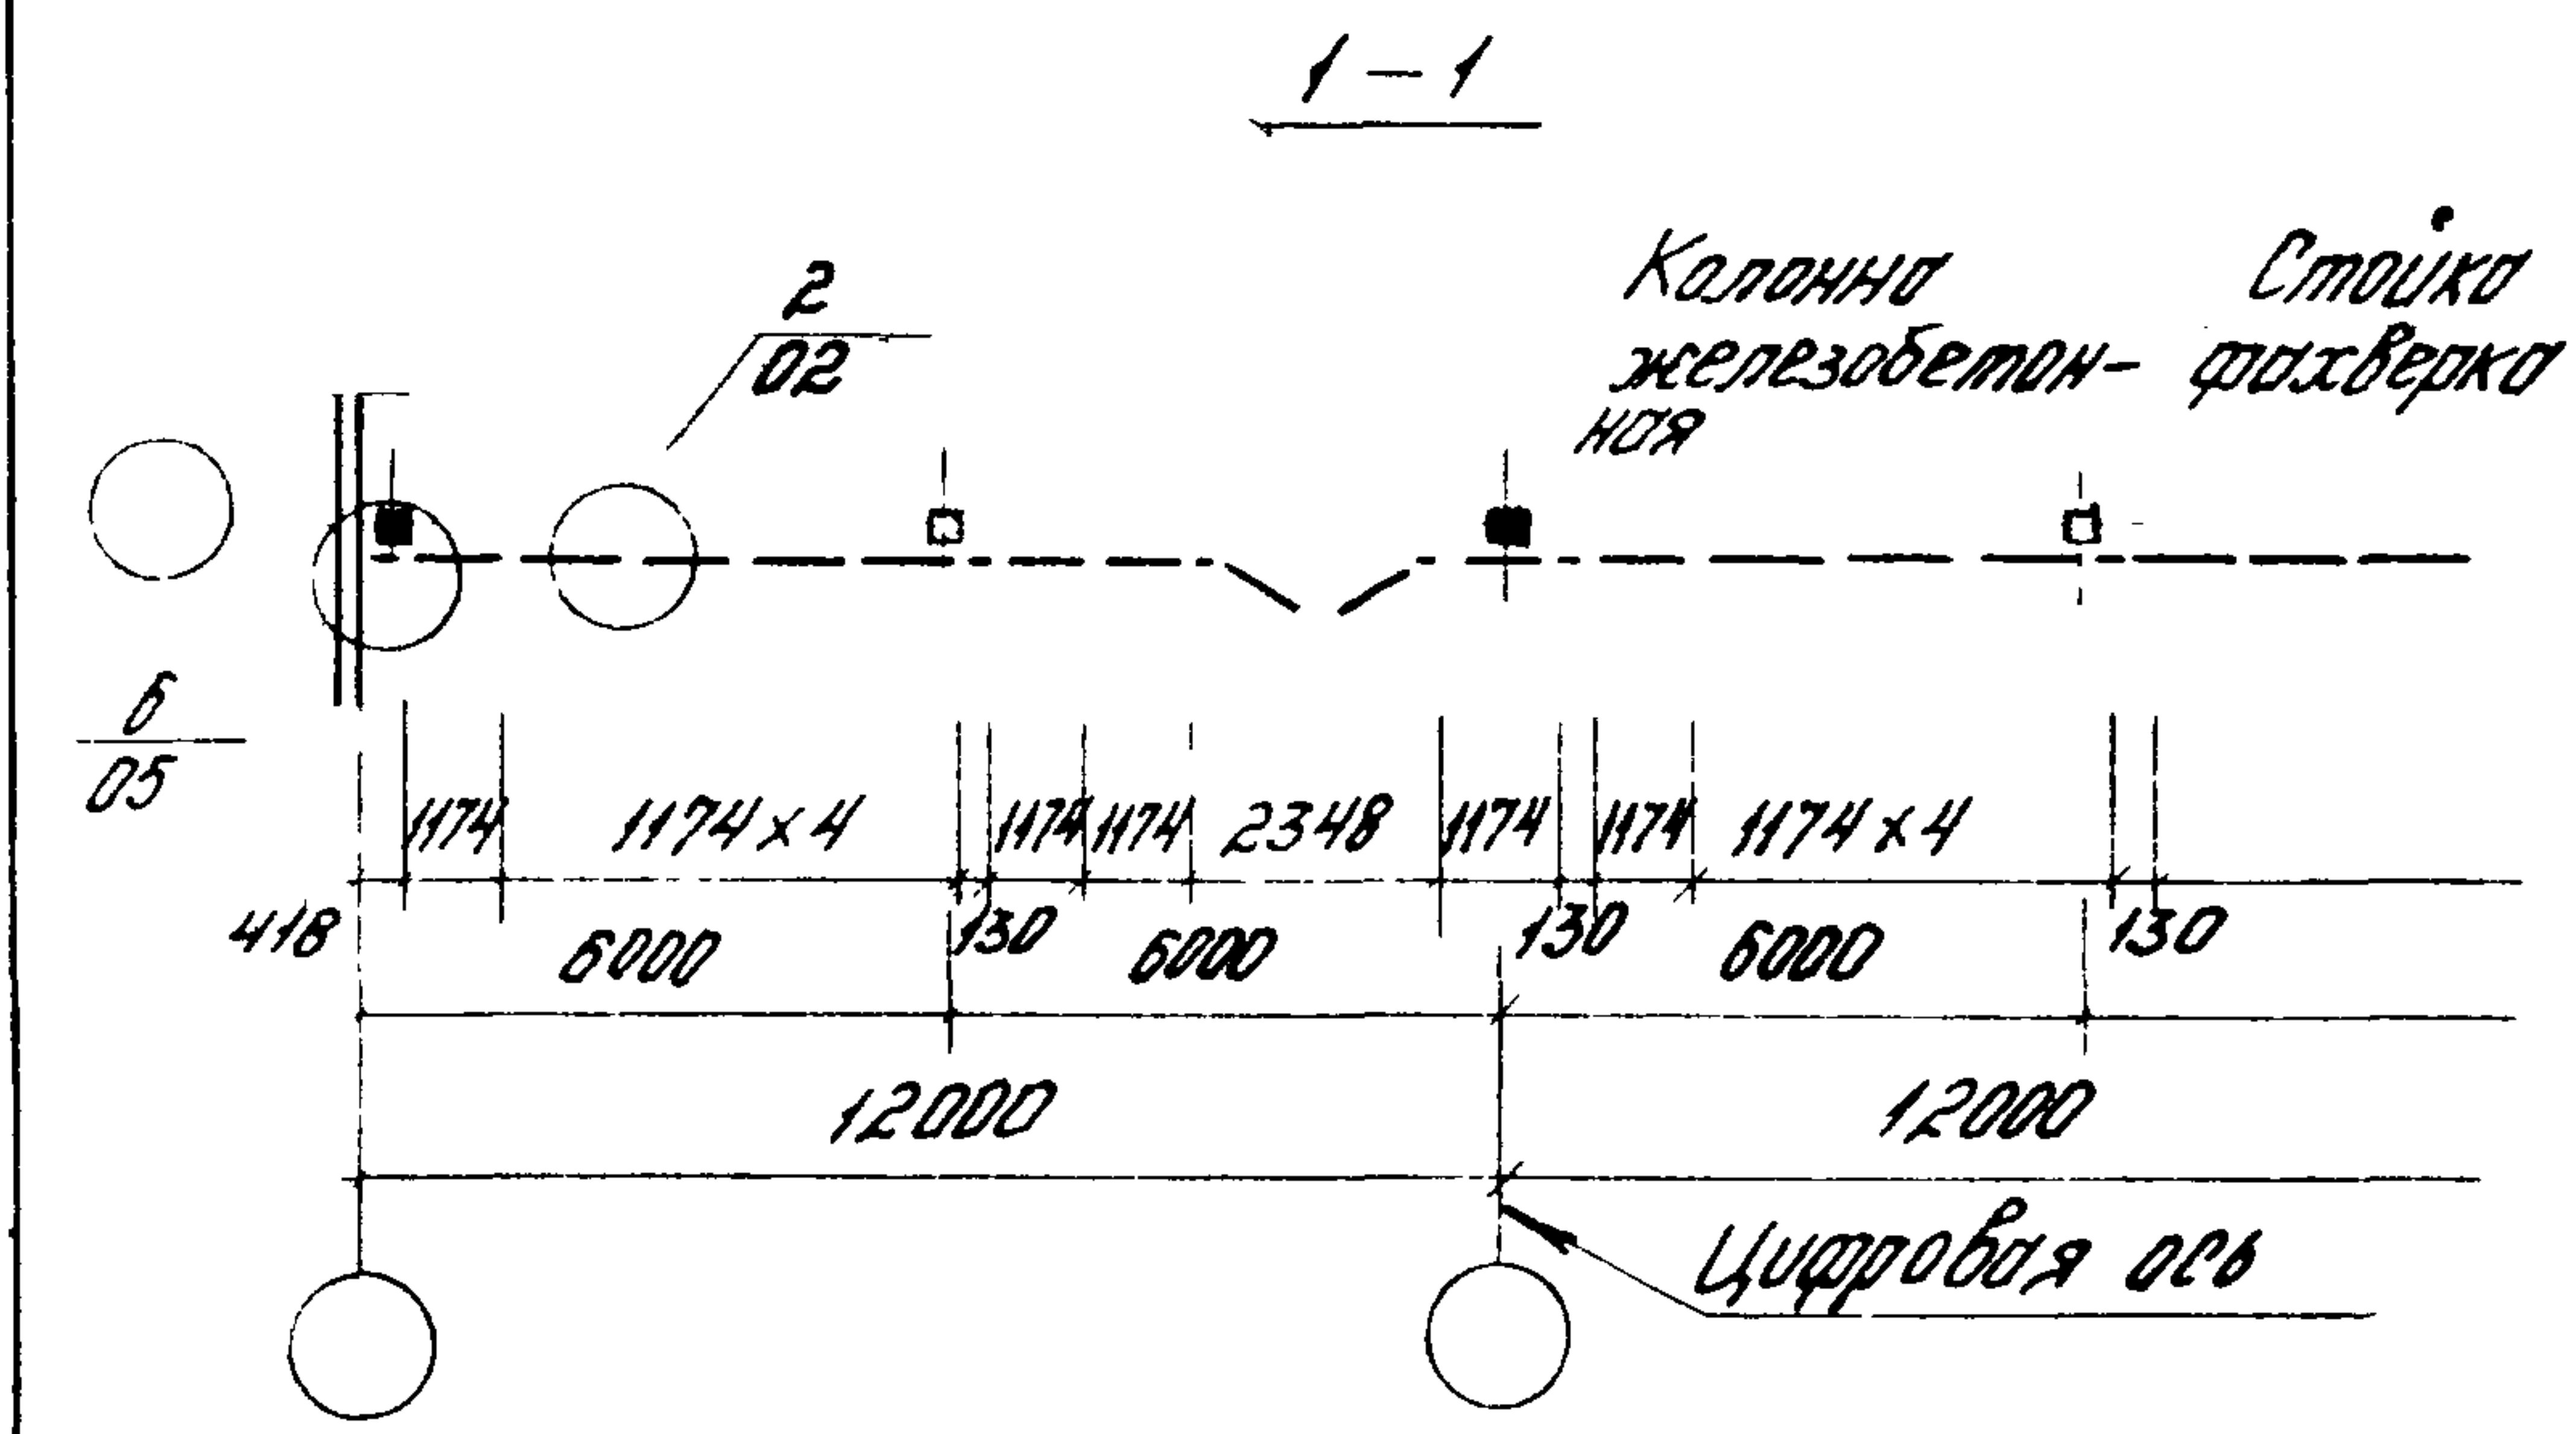 1 – 1
2
02
Колонна
железобетон-
ная
Стойка
фахверка
6
05
1174 1174 x 4 1174 1174 2348 1174 1174 1174 x 4
418 6000 130 6000 130 6000 130
12000 12000
Цифровая ось